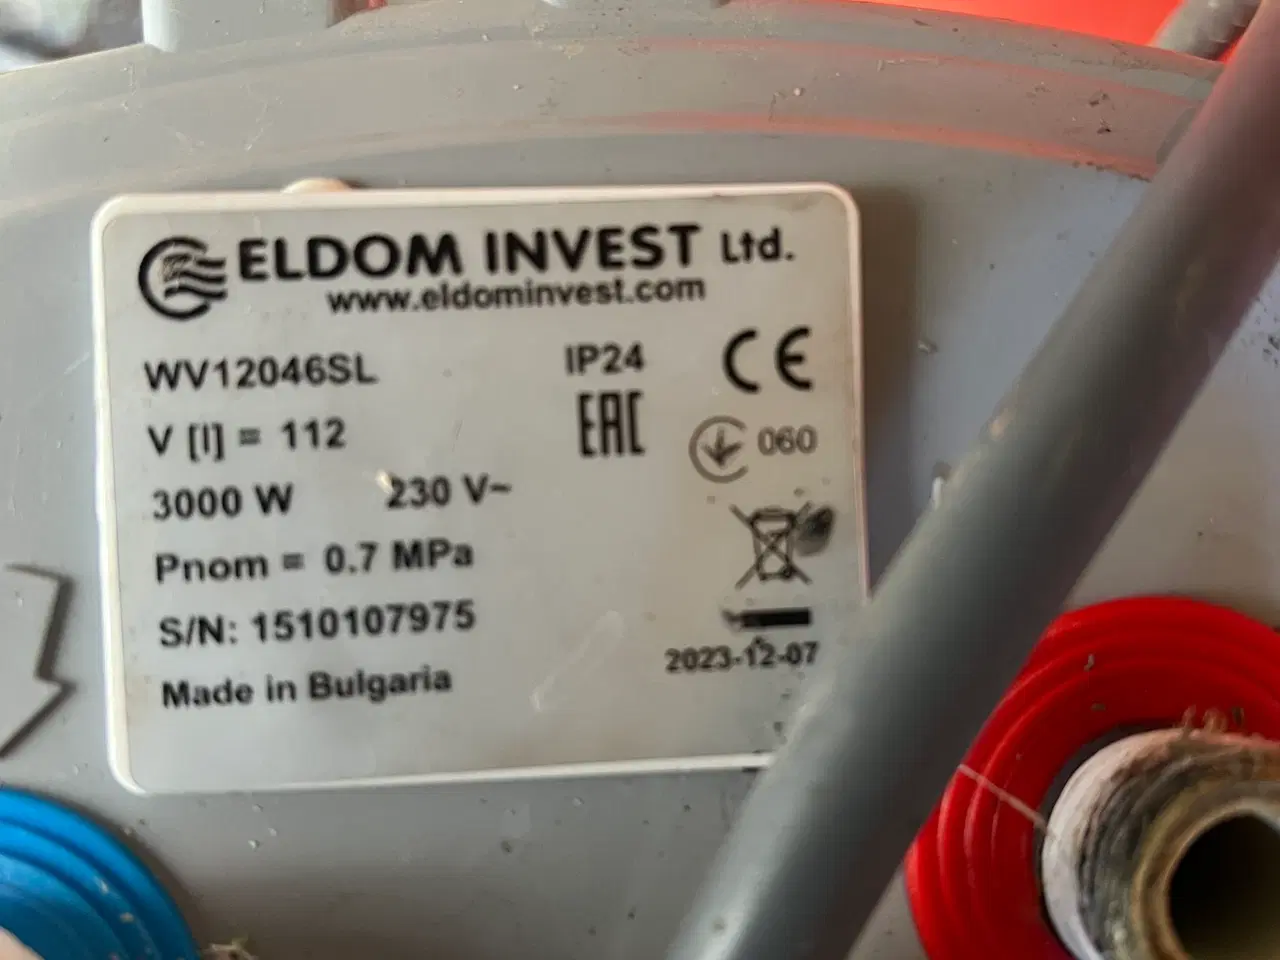 ELDOM INVEST Ltd.
www.eldominvest.com
WV12046SL IP24 CE
V [l] = 112 EAC 060
3000 W 230 V~
Pnom = 0.7 MPa
S/N: 1510107975
2023-12-07
Made in Bulgaria